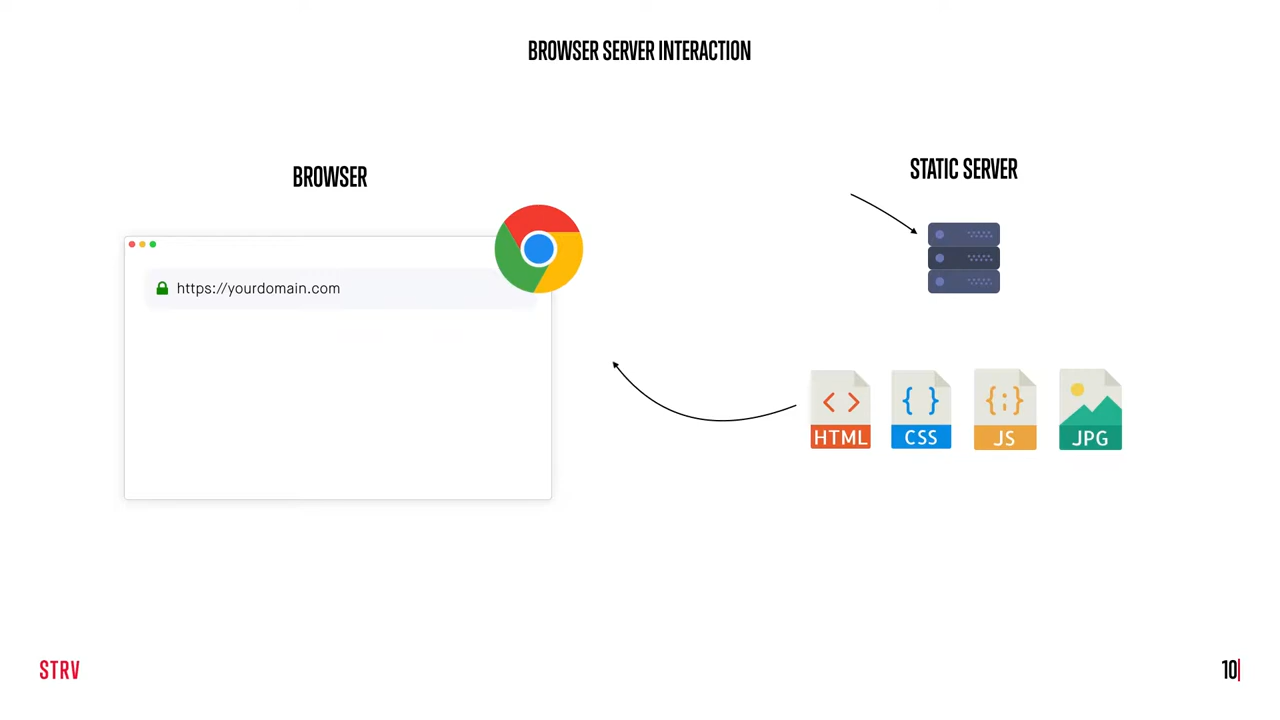 BROWSER SERVER INTERACTION
BROWSER
STATIC SERVER
https://yourdomain.com
HTML
CSS
JS
JPG
STRV
10